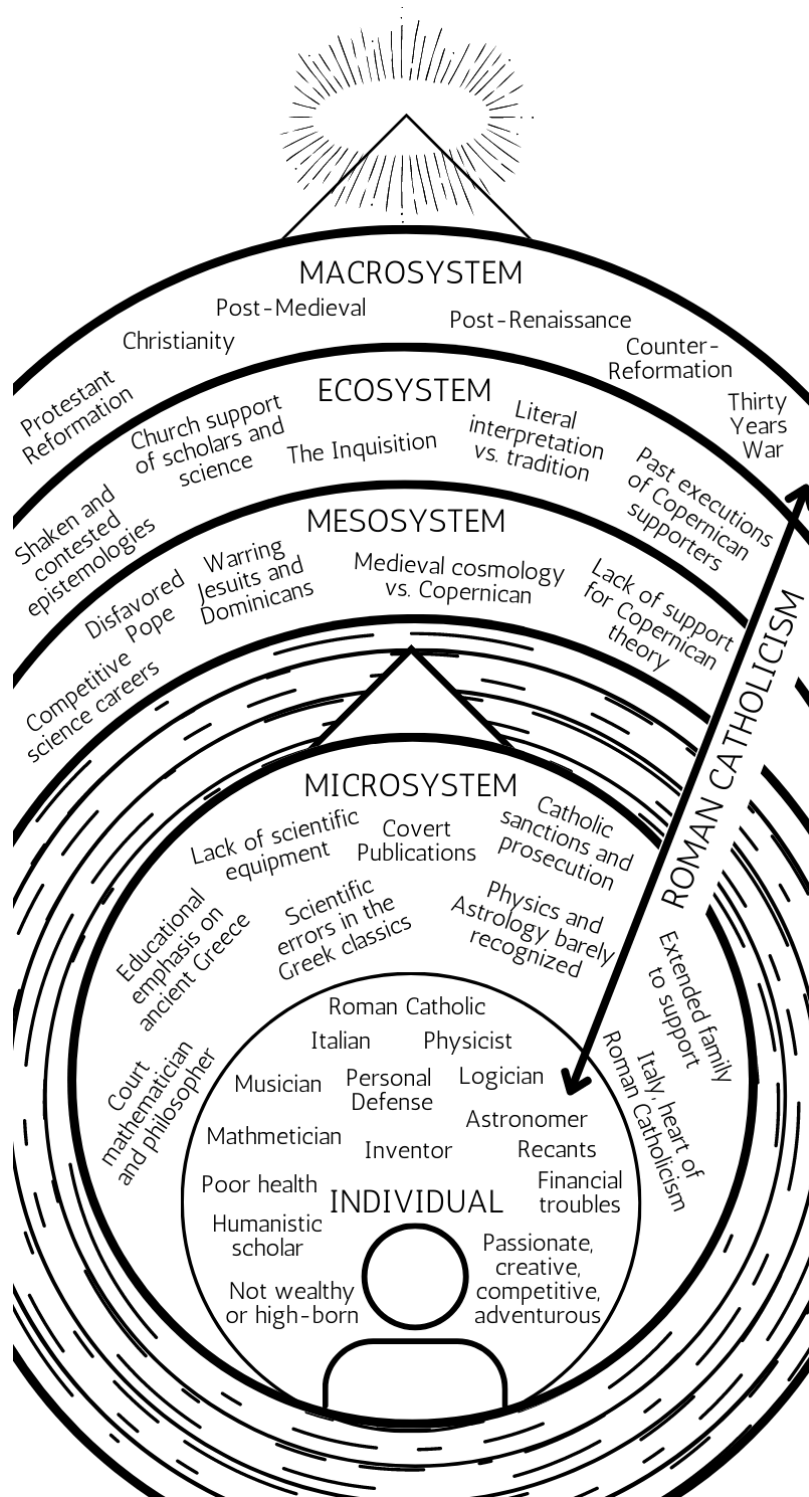 MACROSYSTEM
Post-Medieval
Post-Renaissance
Christianity
Counter-
Reformation
Protestant
Reformation
Thirty
Years
War
ECOSYSTEM
Church support
of scholars and
science
The Inquisition
Literal
interpretation
vs. tradition
Past executions
of Copernican
supporters
Shaken and
contested
epistemologies
MESOSYSTEM
Disfavored
Pope
Warring
Jesuits and
Dominicans
Medieval cosmology
vs. Copernican
Lack of support
for Copernican
theory
Competitive
science careers
ROMAN CATHOLICISM
MICROSYSTEM
Lack of scientific
equipment
Covert
Publications
Catholic
sanctions and
prosecution
Educational
emphasis on
ancient Greece
Scientific
errors in the
Greek classics
Physics and
Astrology barely
recognized
Extended family
to support
Court
mathematician
and philosopher
Italy, heart of
Roman Catholicism
Roman Catholic
Italian
Physicist
Musician
Personal
Defense
Logician
Astronomer
Mathmetician
Inventor
Recants
Poor health
INDIVIDUAL
Financial
troubles
Humanistic
scholar
Passionate,
creative,
competitive,
adventurous
Not wealthy
or high-born